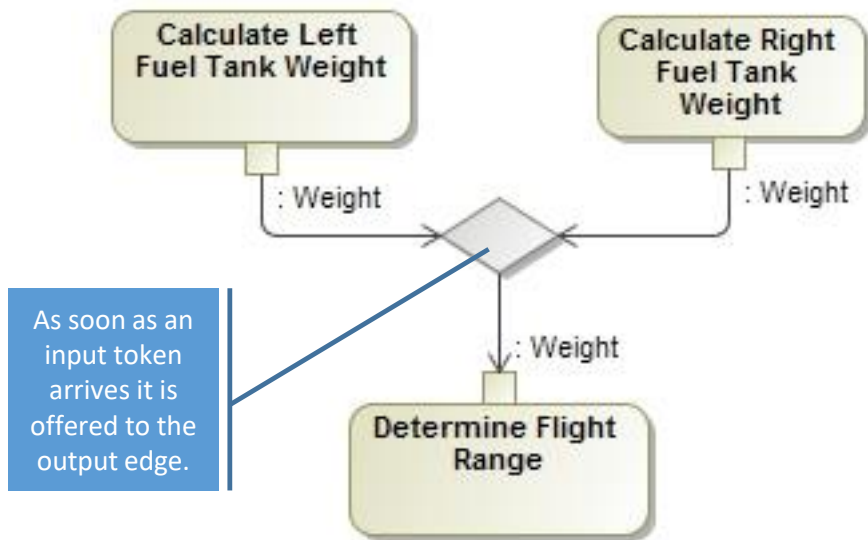 Calculate Left
Fuel Tank Weight
Calculate Right
Fuel Tank
Weight
: Weight
: Weight
As soon as an
input token
arrives it is
offered to the
output edge.
: Weight
Determine Flight
Range